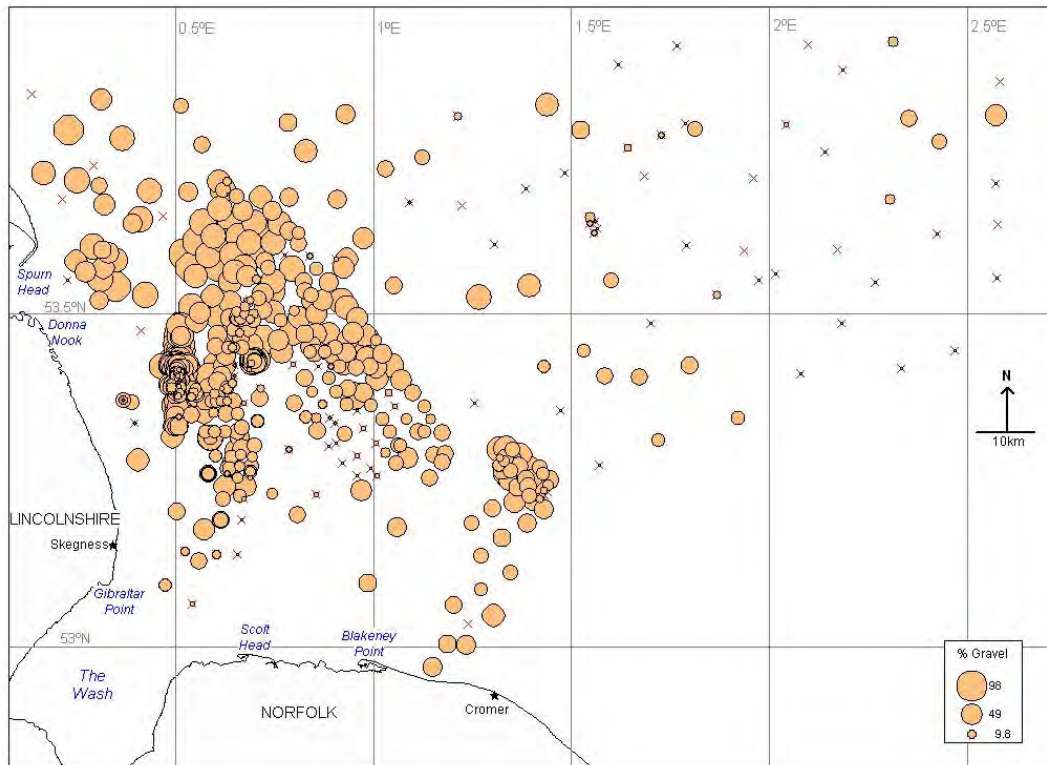 0.5ºE
1ºE
1.5ºE
2ºE
2.5ºE
Spurn
Head
53.5ºN
Donna
Nook
N
10km
LINCOLNSHIRE
Skegness
Gibraltar
Point
53ºN
Scolt
Head
Blakeney
Point
The
Wash
NORFOLK
Cromer
% Gravel
98
49
9.8